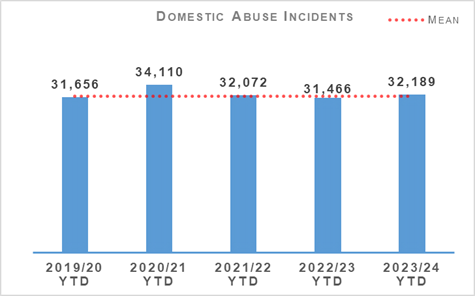 DOMESTIC ABUSE INCIDENTS
MEAN
31,656
34,110
32,072
31,466
32,189
2019/20 YTD
2020/21 YTD
2021/22 YTD
2022/23 YTD
2023/24 YTD